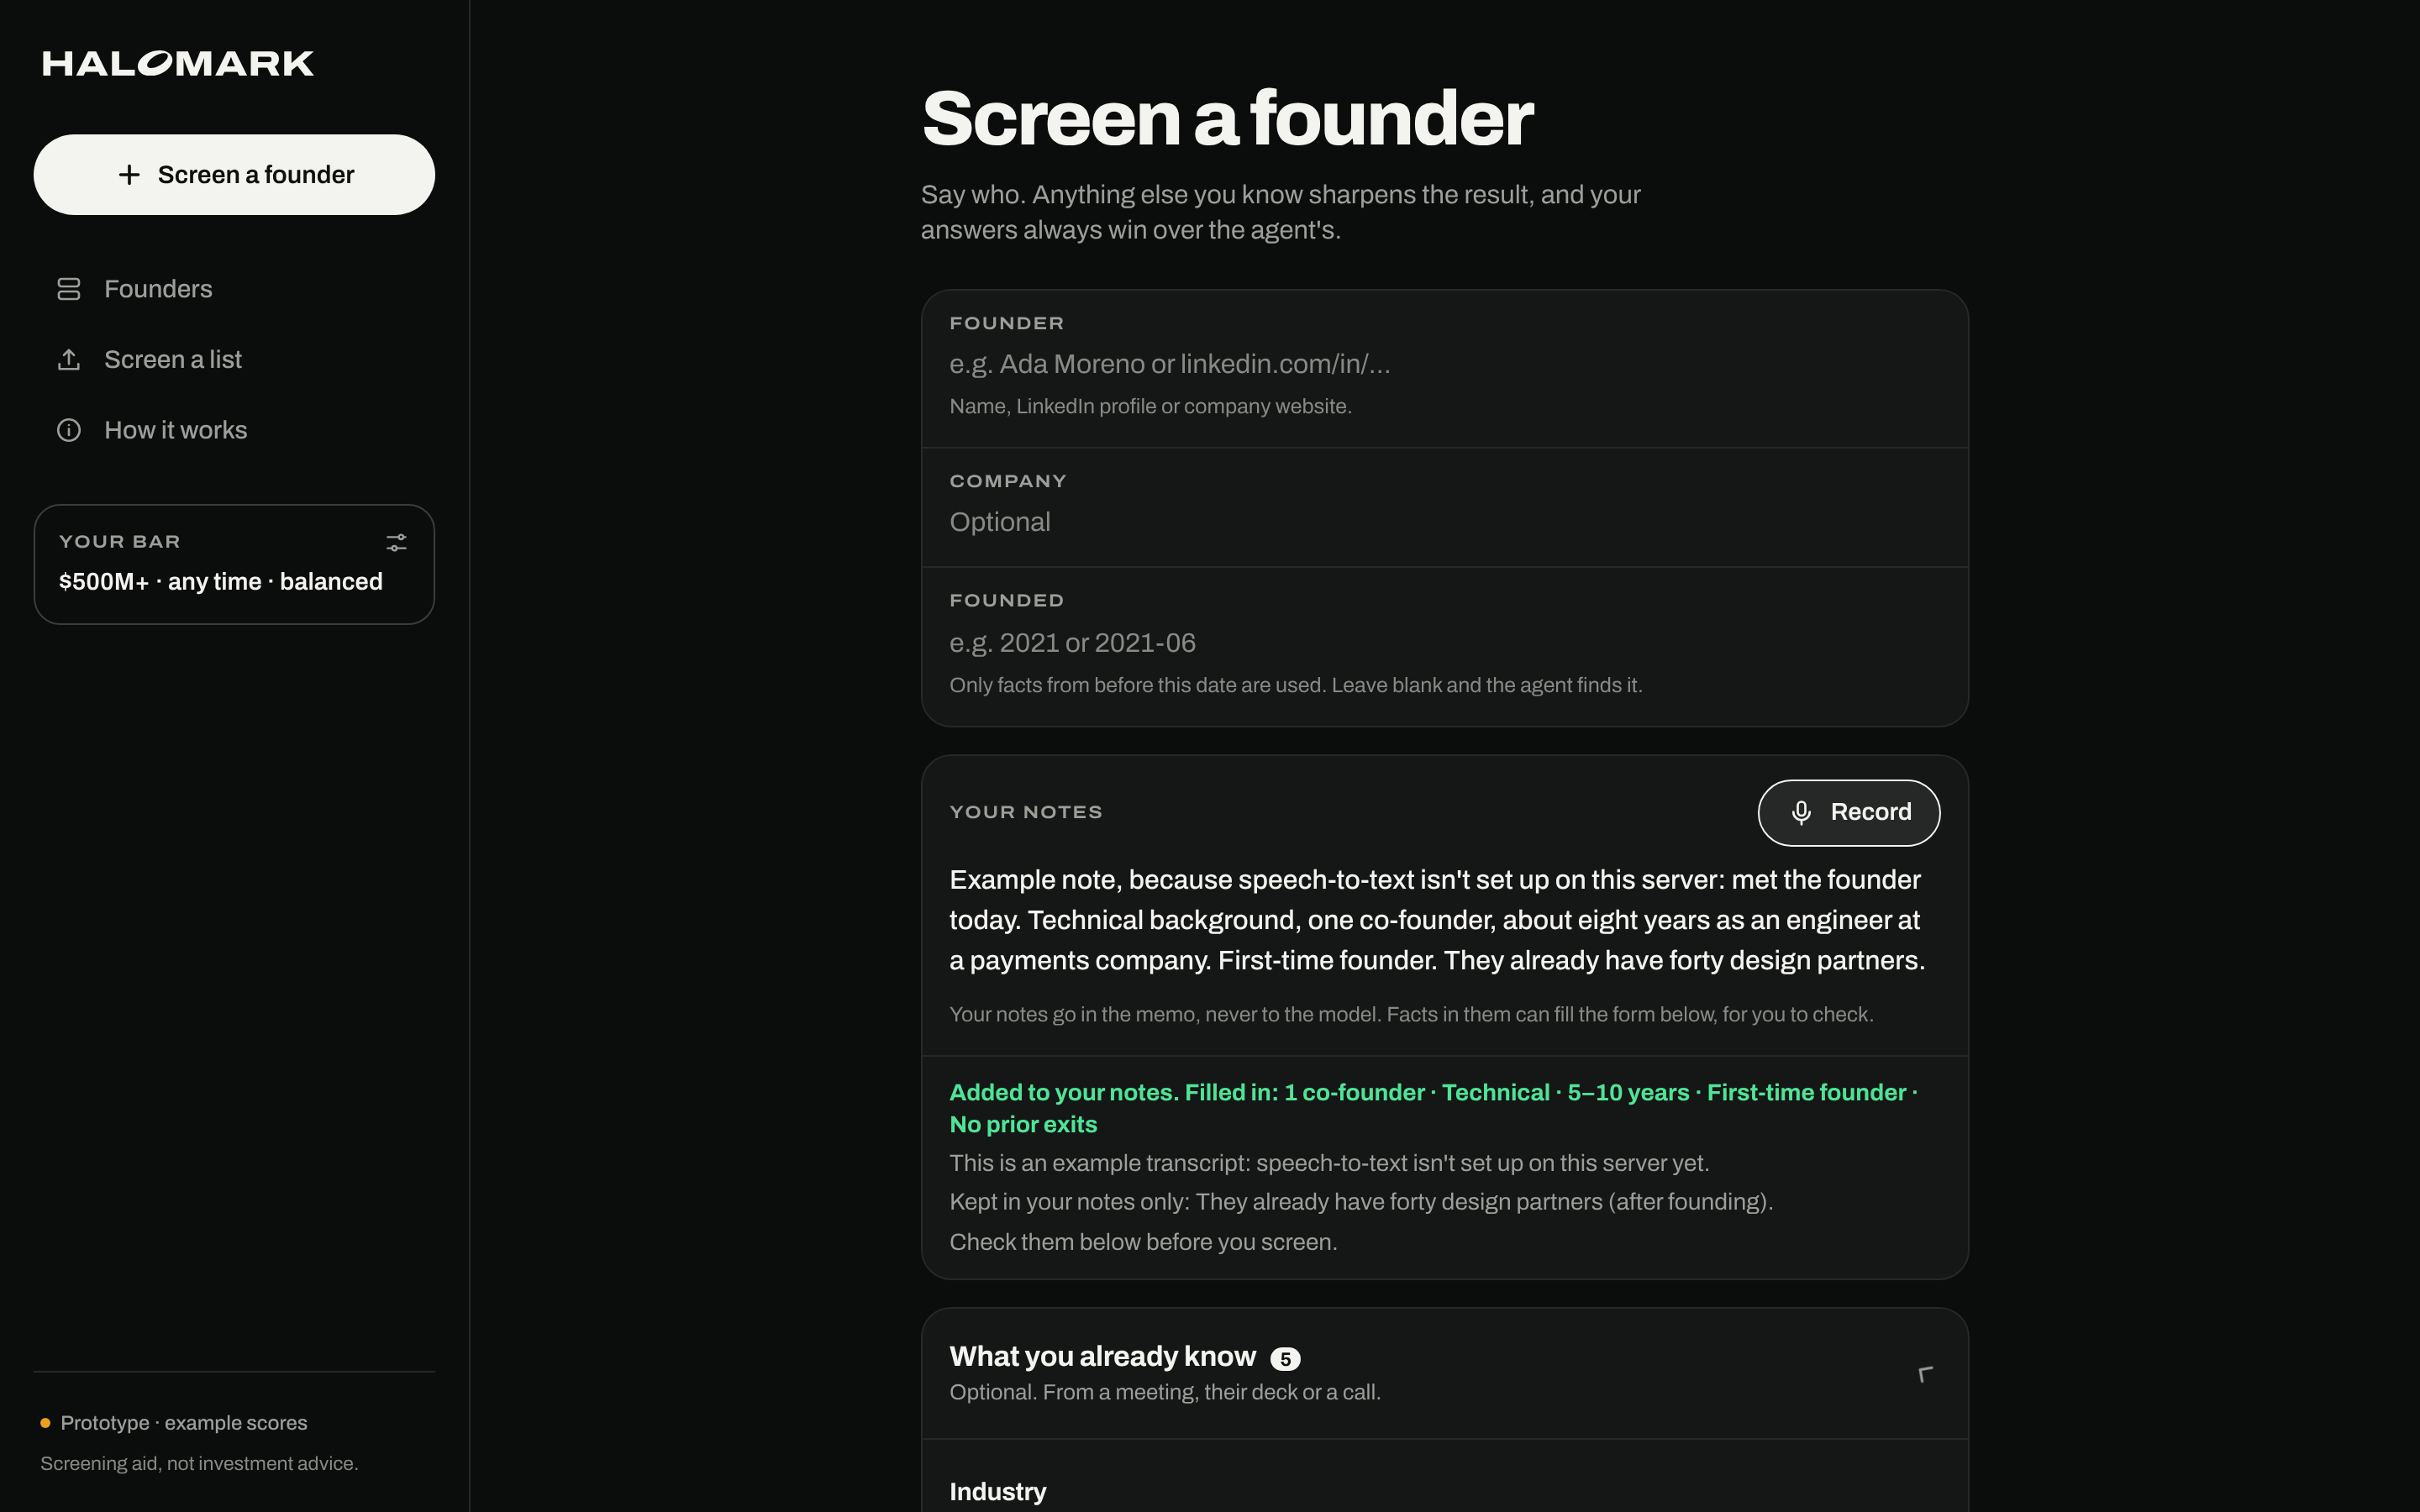 HALOMARK
Screen a founder
Founders
Screen a list
How it works
YOUR BAR
$500M+ · any time · balanced
Prototype · example scores
Screening aid, not investment advice.
Screen a founder
Say who. Anything else you know sharpens the result, and your
answers always win over the agent's.
FOUNDER
e.g. Ada Moreno or linkedin.com/in/...
Name, LinkedIn profile or company website.
COMPANY
Optional
FOUNDED
e.g. 2021 or 2021-06
Only facts from before this date are used. Leave blank and the agent finds it.
YOUR NOTES
Record
Example note, because speech-to-text isn't set up on this server: met the founder
today. Technical background, one co-founder, about eight years as an engineer at
a payments company. First-time founder. They already have forty design partners.
Your notes go in the memo, never to the model. Facts in them can fill the form below, for you to check.
Added to your notes. Filled in: 1 co-founder · Technical · 5–10 years · First-time founder ·
No prior exits
This is an example transcript: speech-to-text isn't set up on this server yet.
Kept in your notes only: They already have forty design partners (after founding).
Check them below before you screen.
What you already know 5
Optional. From a meeting, their deck or a call.
Industry